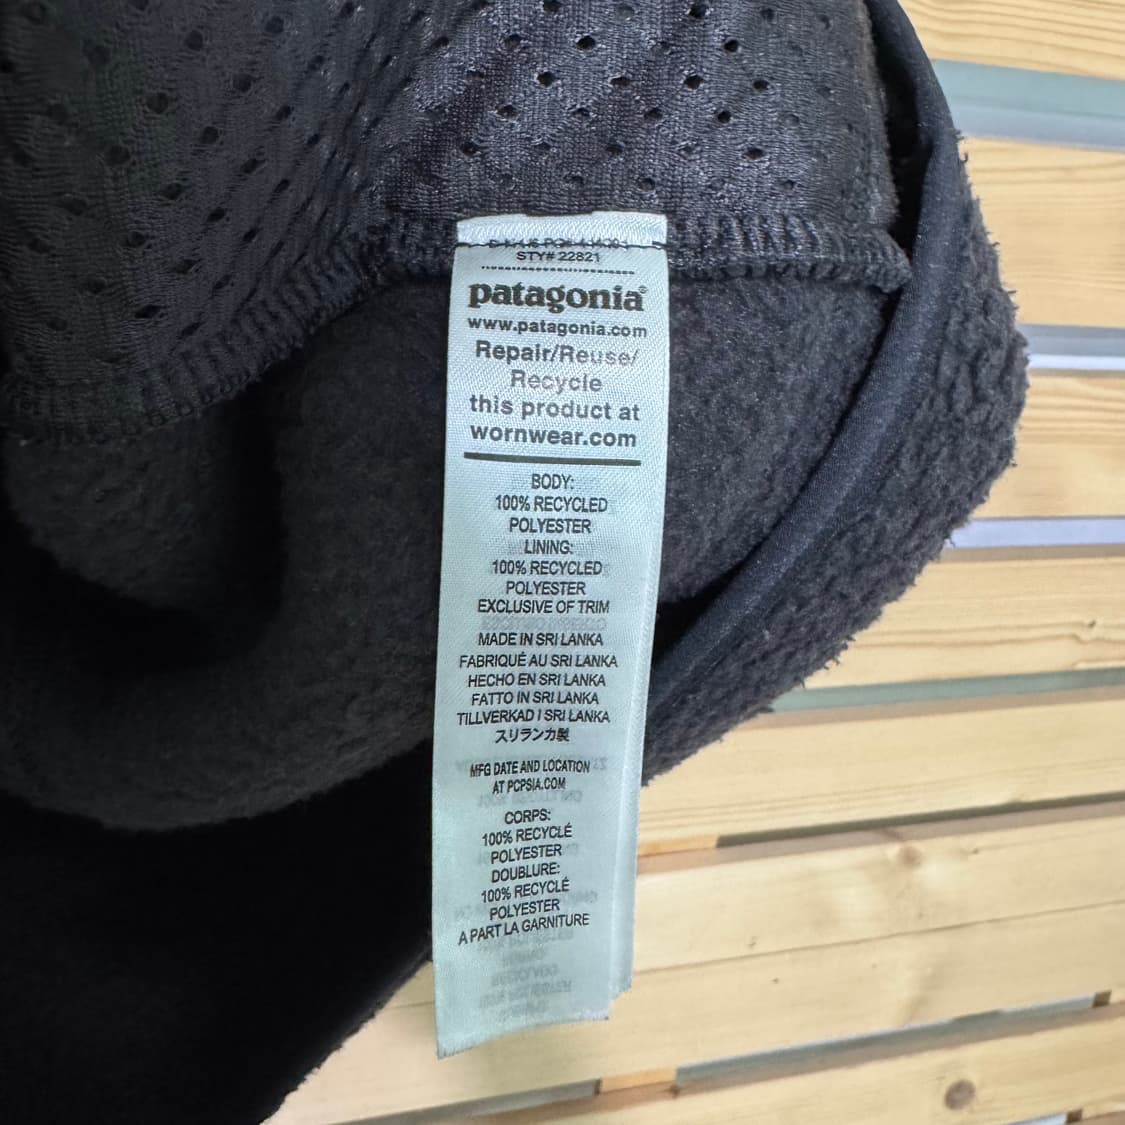 STY# 22821
patagonia®
www.patagonia.com
Repair/Reuse/
Recycle
this product at
wornwear.com
BODY:
100% RECYCLED
POLYESTER
LINING:
100% RECYCLED
POLYESTER
EXCLUSIVE OF TRIM
MADE IN SRI LANKA
FABRIQUÉ AU SRI LANKA
HECHO EN SRI LANKA
FATTO IN SRI LANKA
TILLVERKAD I SRI LANKA
スリランカ製
MFG DATE AND LOCATION
AT PCPSIA.COM
CORPS:
100% RECYCLÉ
POLYESTER
DOUBLURE:
100% RECYCLÉ
POLYESTER
A PART LA GARNITURE